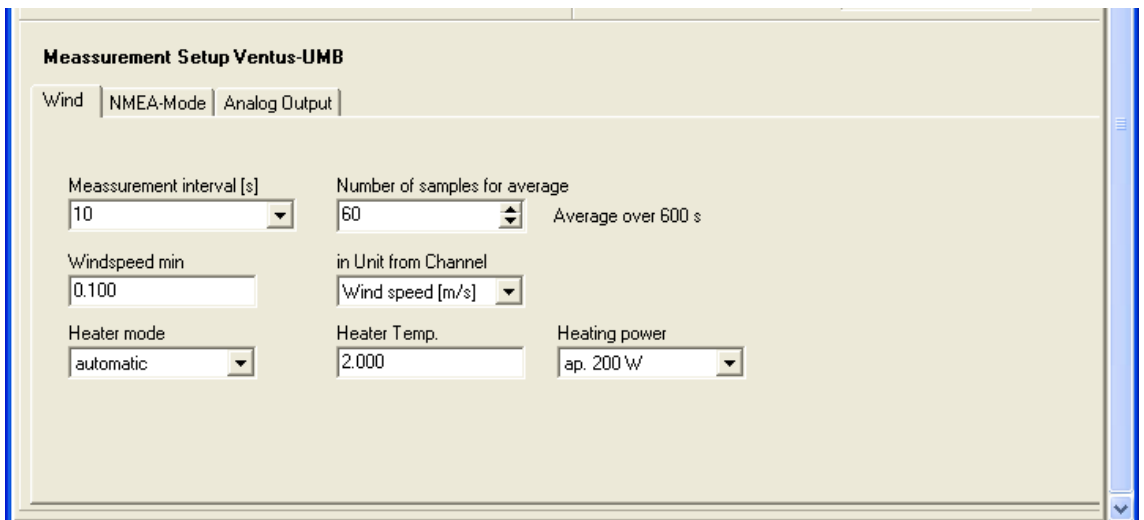 Meassurement Setup Ventus-UMB
Wind NMEA-Mode Analog Output
Meassurement interval [s] Number of samples for average
10 60 Average over 600 s
Windspeed min in Unit from Channel
0.100 Wind speed [m/s]
Heater mode Heater Temp. Heating power
automatic 2.000 ap. 200 W